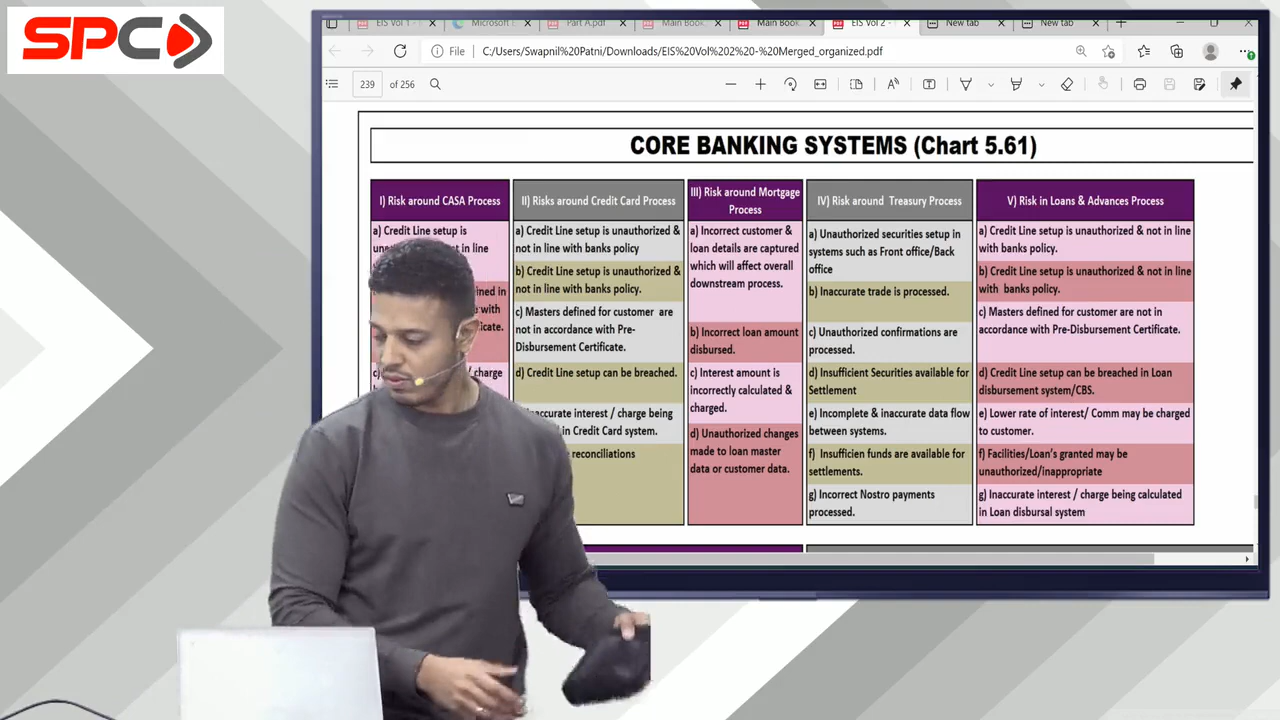 SPC
EIS Vol 1 -
Microsoft
Part A.pdf
Main Book
Main Book
EIS Vol 2 -
New tab
New tab
File
C:/Users/Swapnil%20Patni/Downloads/EIS%20Vol%202%20-%20Merged_organized.pdf
239 of 256
CORE BANKING SYSTEMS (Chart 5.61)
I) Risk around CASA Process
a) Credit Line setup is
in line
in
with
c)
/ charge
II) Risks around Credit Card Process
a) Credit Line setup is unauthorized &
not in line with banks policy
b) Credit Line setup is unauthorized &
not in line with banks policy.
c) Masters defined for customer are
not in accordance with Pre-
Disbursement Certificate.
d) Credit Line setup can be breached.
inaccurate interest / charge being
in Credit Card system.
reconciliations
III) Risk around Mortgage
Process
a) Incorrect customer &
loan details are captured
which will affect overall
downstream process.
b) Incorrect loan amount
disbursed.
c) Interest amount is
incorrectly calculated &
charged.
d) Unauthorized changes
made to loan master
data or customer data.
IV) Risk around Treasury Process
a) Unauthorized securities setup in
systems such as Front office/Back
office
b) Inaccurate trade is processed.
c) Unauthorized confirmations are
processed.
d) Insufficient Securities available for
Settlement
e) Incomplete & inaccurate data flow
between systems.
f) Insufficien funds are available for
settlements.
g) Incorrect Nostro payments
processed.
V) Risk in Loans & Advances Process
a) Credit Line setup is unauthorized & not in line
with banks policy.
b) Credit Line setup is unauthorized & not in line
with banks policy.
c) Masters defined for customer are not in
accordance with Pre-Disbursement Certificate.
d) Credit Line setup can be breached in Loan
disbursement system/CBS.
e) Lower rate of interest/ Comm may be charged
to customer.
f) Facilities/Loan's granted may be
unauthorized/inappropriate
g) Inaccurate interest / charge being calculated
in Loan disbursal system